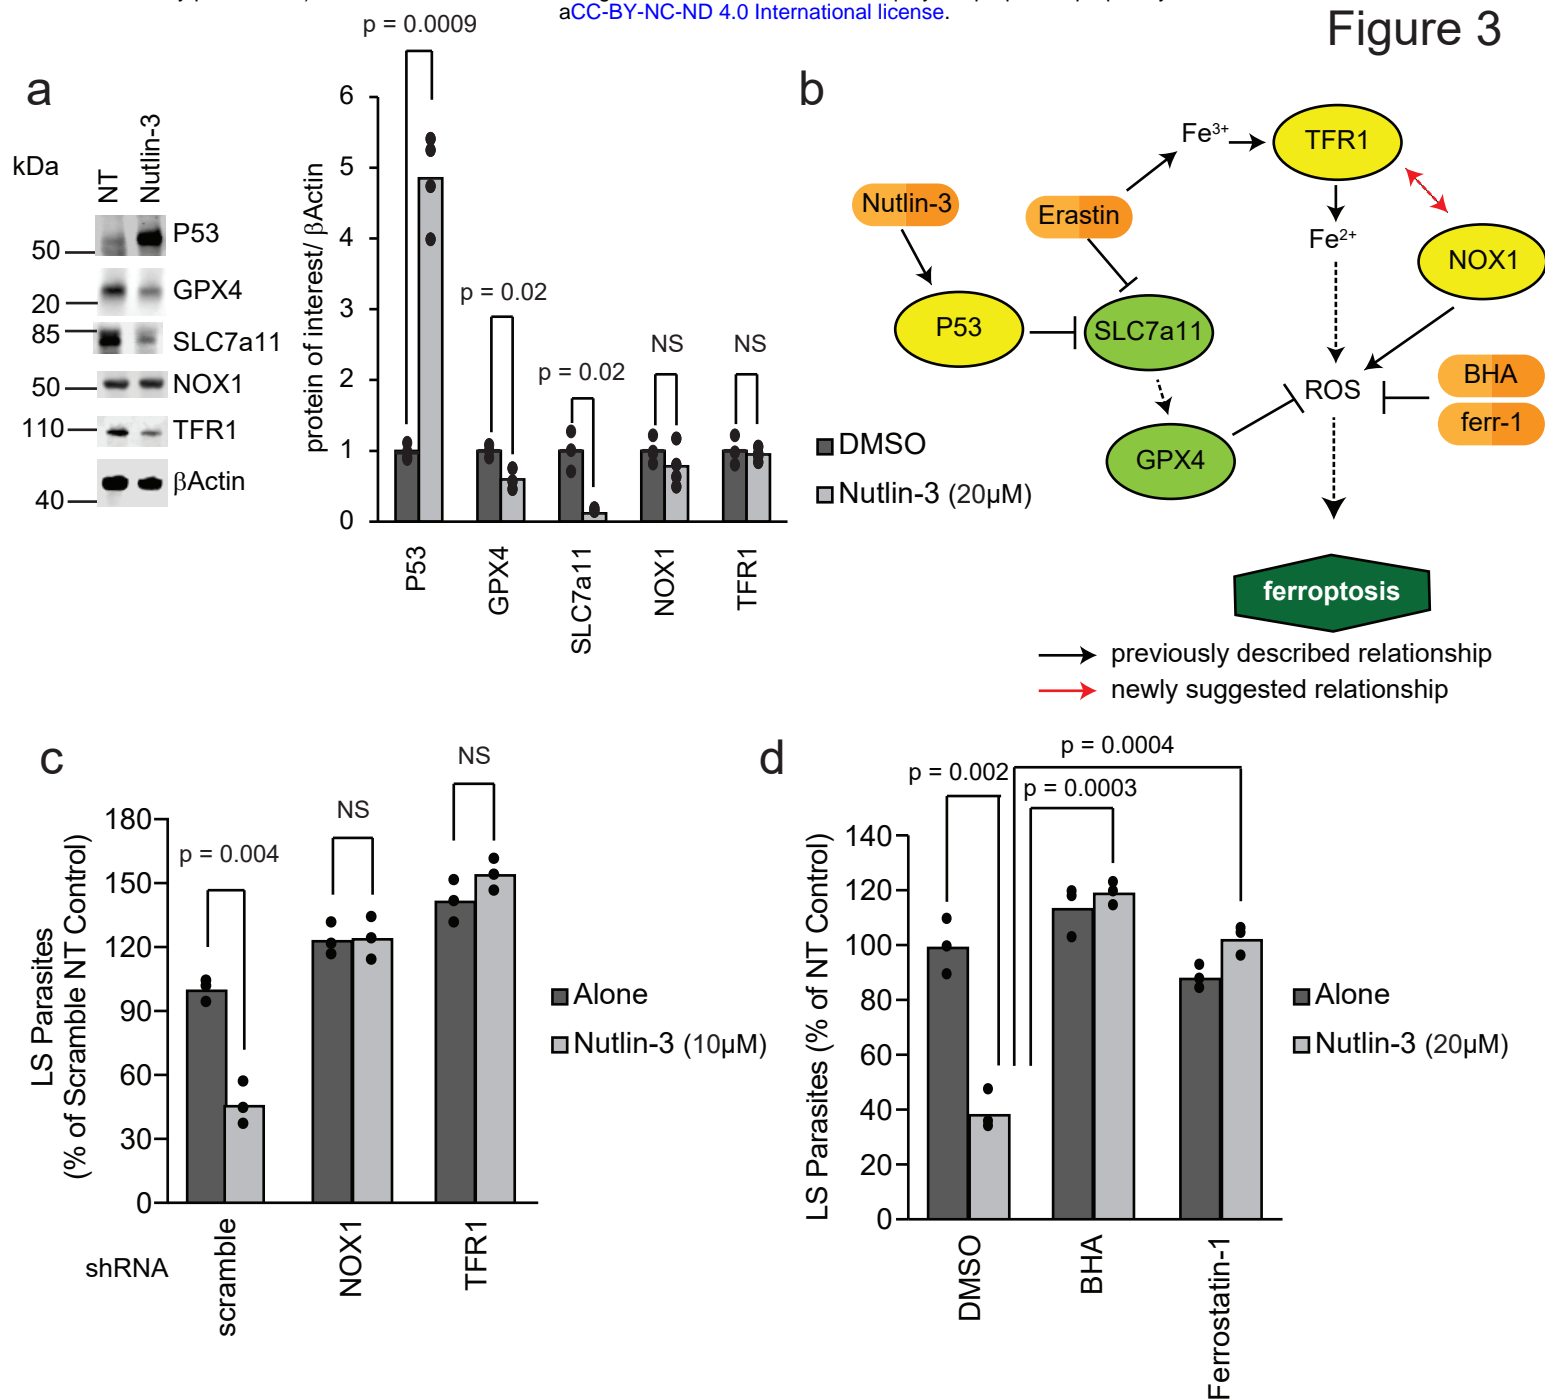 aCC-BY-NC-ND 4.0 International license.
Figure 3
a
kDa
NT
Nutlin-3
P53
50
GPX4
20
85
SLC7a11
50
NOX1
110
TFR1
βActin
40
p = 0.0009
p = 0.02
p = 0.02
NS
NS
protein of interest/ βActin
6
5
4
3
2
1
0
P53
GPX4
SLC7a11
NOX1
TFR1
DMSO
Nutlin-3 (20µM)
b
Fe3+
TFR1
Nutlin-3
Erastin
Fe2+
NOX1
P53
SLC7a11
ROS
BHA
ferr-1
GPX4
ferroptosis
previously described relationship
newly suggested relationship
c
LS Parasites
(% of Scramble NT Control)
180
150
120
90
60
30
0
p = 0.004
NS
NS
shRNA
scramble
NOX1
TFR1
Alone
Nutlin-3 (10µM)
d
p = 0.0004
p = 0.002
p = 0.0003
LS Parasites (% of NT Control)
140
120
100
80
60
40
20
0
DMSO
BHA
Ferrostatin-1
Alone
Nutlin-3 (20µM)